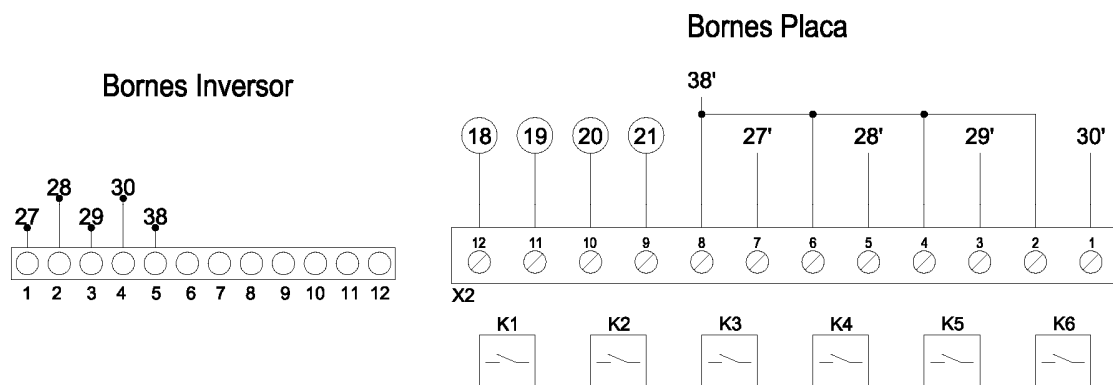 Bornes Placa
Bornes Inversor
38'
18 19 20 21 27' 28' 29' 30'
28 30
27 29 38
12 11 10 9 8 7 6 5 4 3 2 1
1 2 3 4 5 6 7 8 9 10 11 12
X2
K1 K2 K3 K4 K5 K6